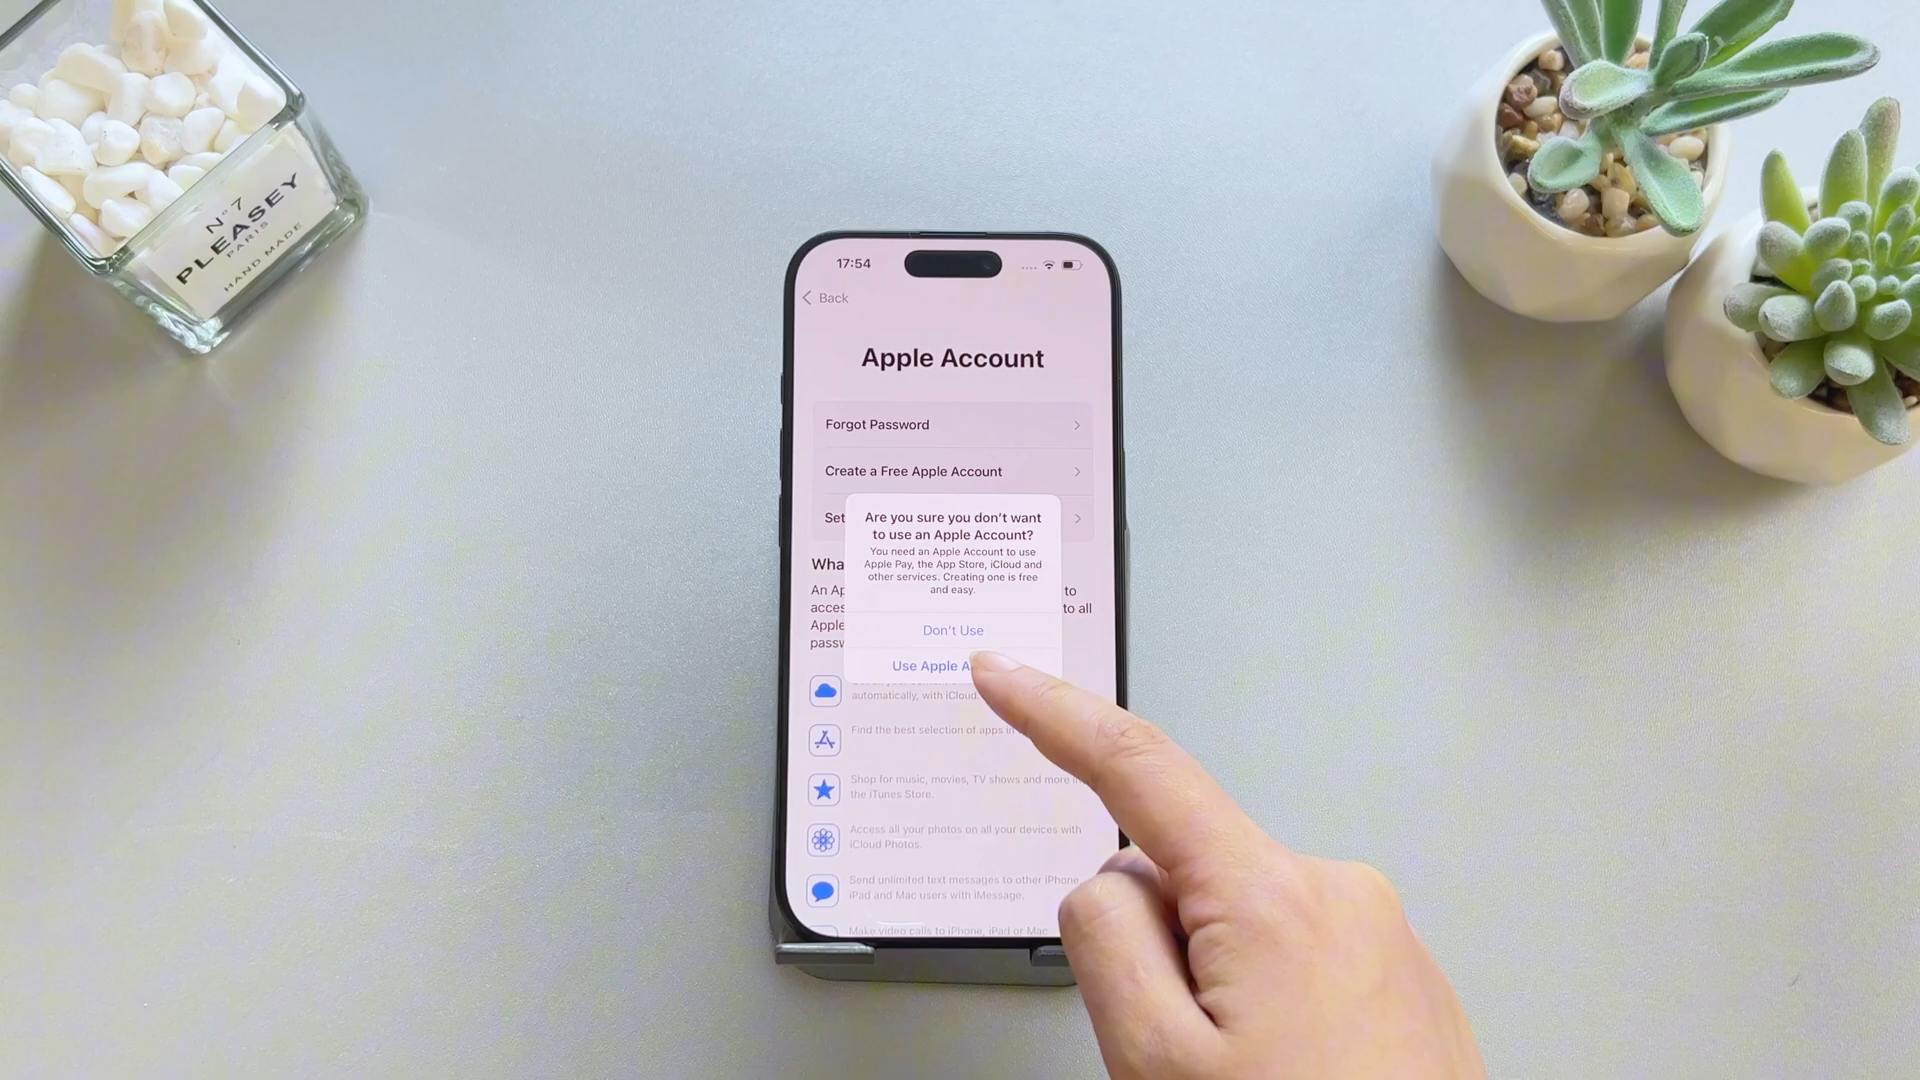 N°7
PLEASEY
PARIS
HAND MADE
17:54
Back
Apple Account
Forgot Password
Create a Free Apple Account
Set
Are you sure you don't want
to use an Apple Account?
You need an Apple Account to use
Apple Pay, the App Store, iCloud and
other services. Creating one is free
and easy.
Don't Use
Use Apple A
Wha
An Ap
to
acces
to all
Apple
passw
automatically, with iCloud.
Find the best selection of apps in
Shop for music, movies, TV shows and more
the iTunes Store.
Access all your photos on all your devices with
iCloud Photos.
Send unlimited text messages to other iPhone,
iPad and Mac users with iMessage.
Make video calls to iPhone, iPad or Mac